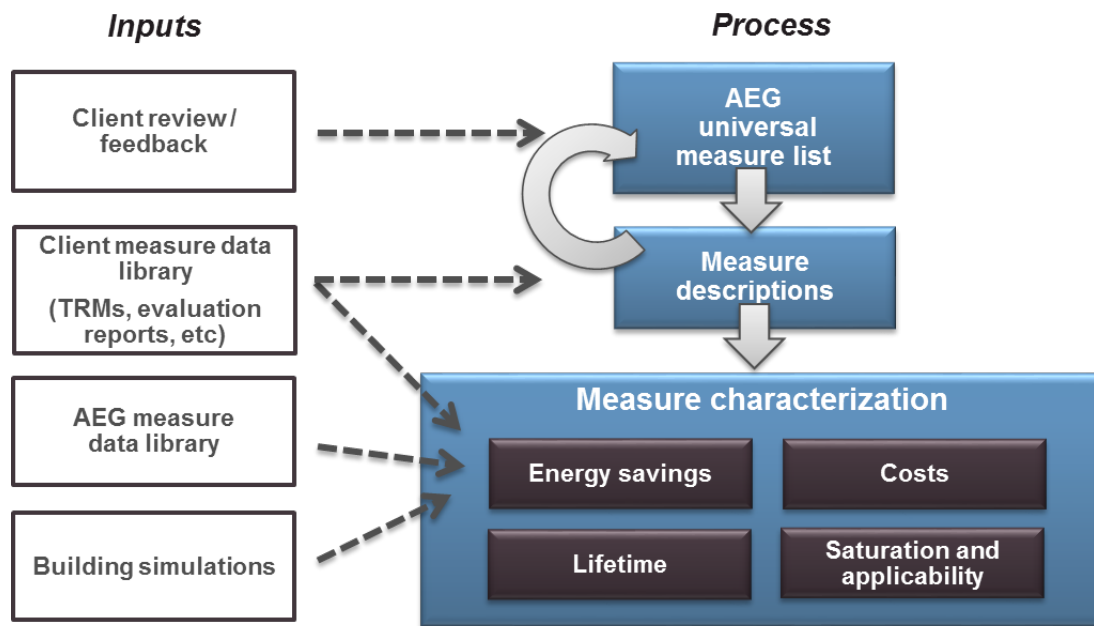 Inputs
Process
Client review /
feedback
AEG
universal
measure list
Client measure data
library
(TRMs, evaluation
reports, etc)
Measure
descriptions
AEG measure
data library
Measure characterization
Energy savings
Costs
Building simulations
Lifetime
Saturation and
applicability